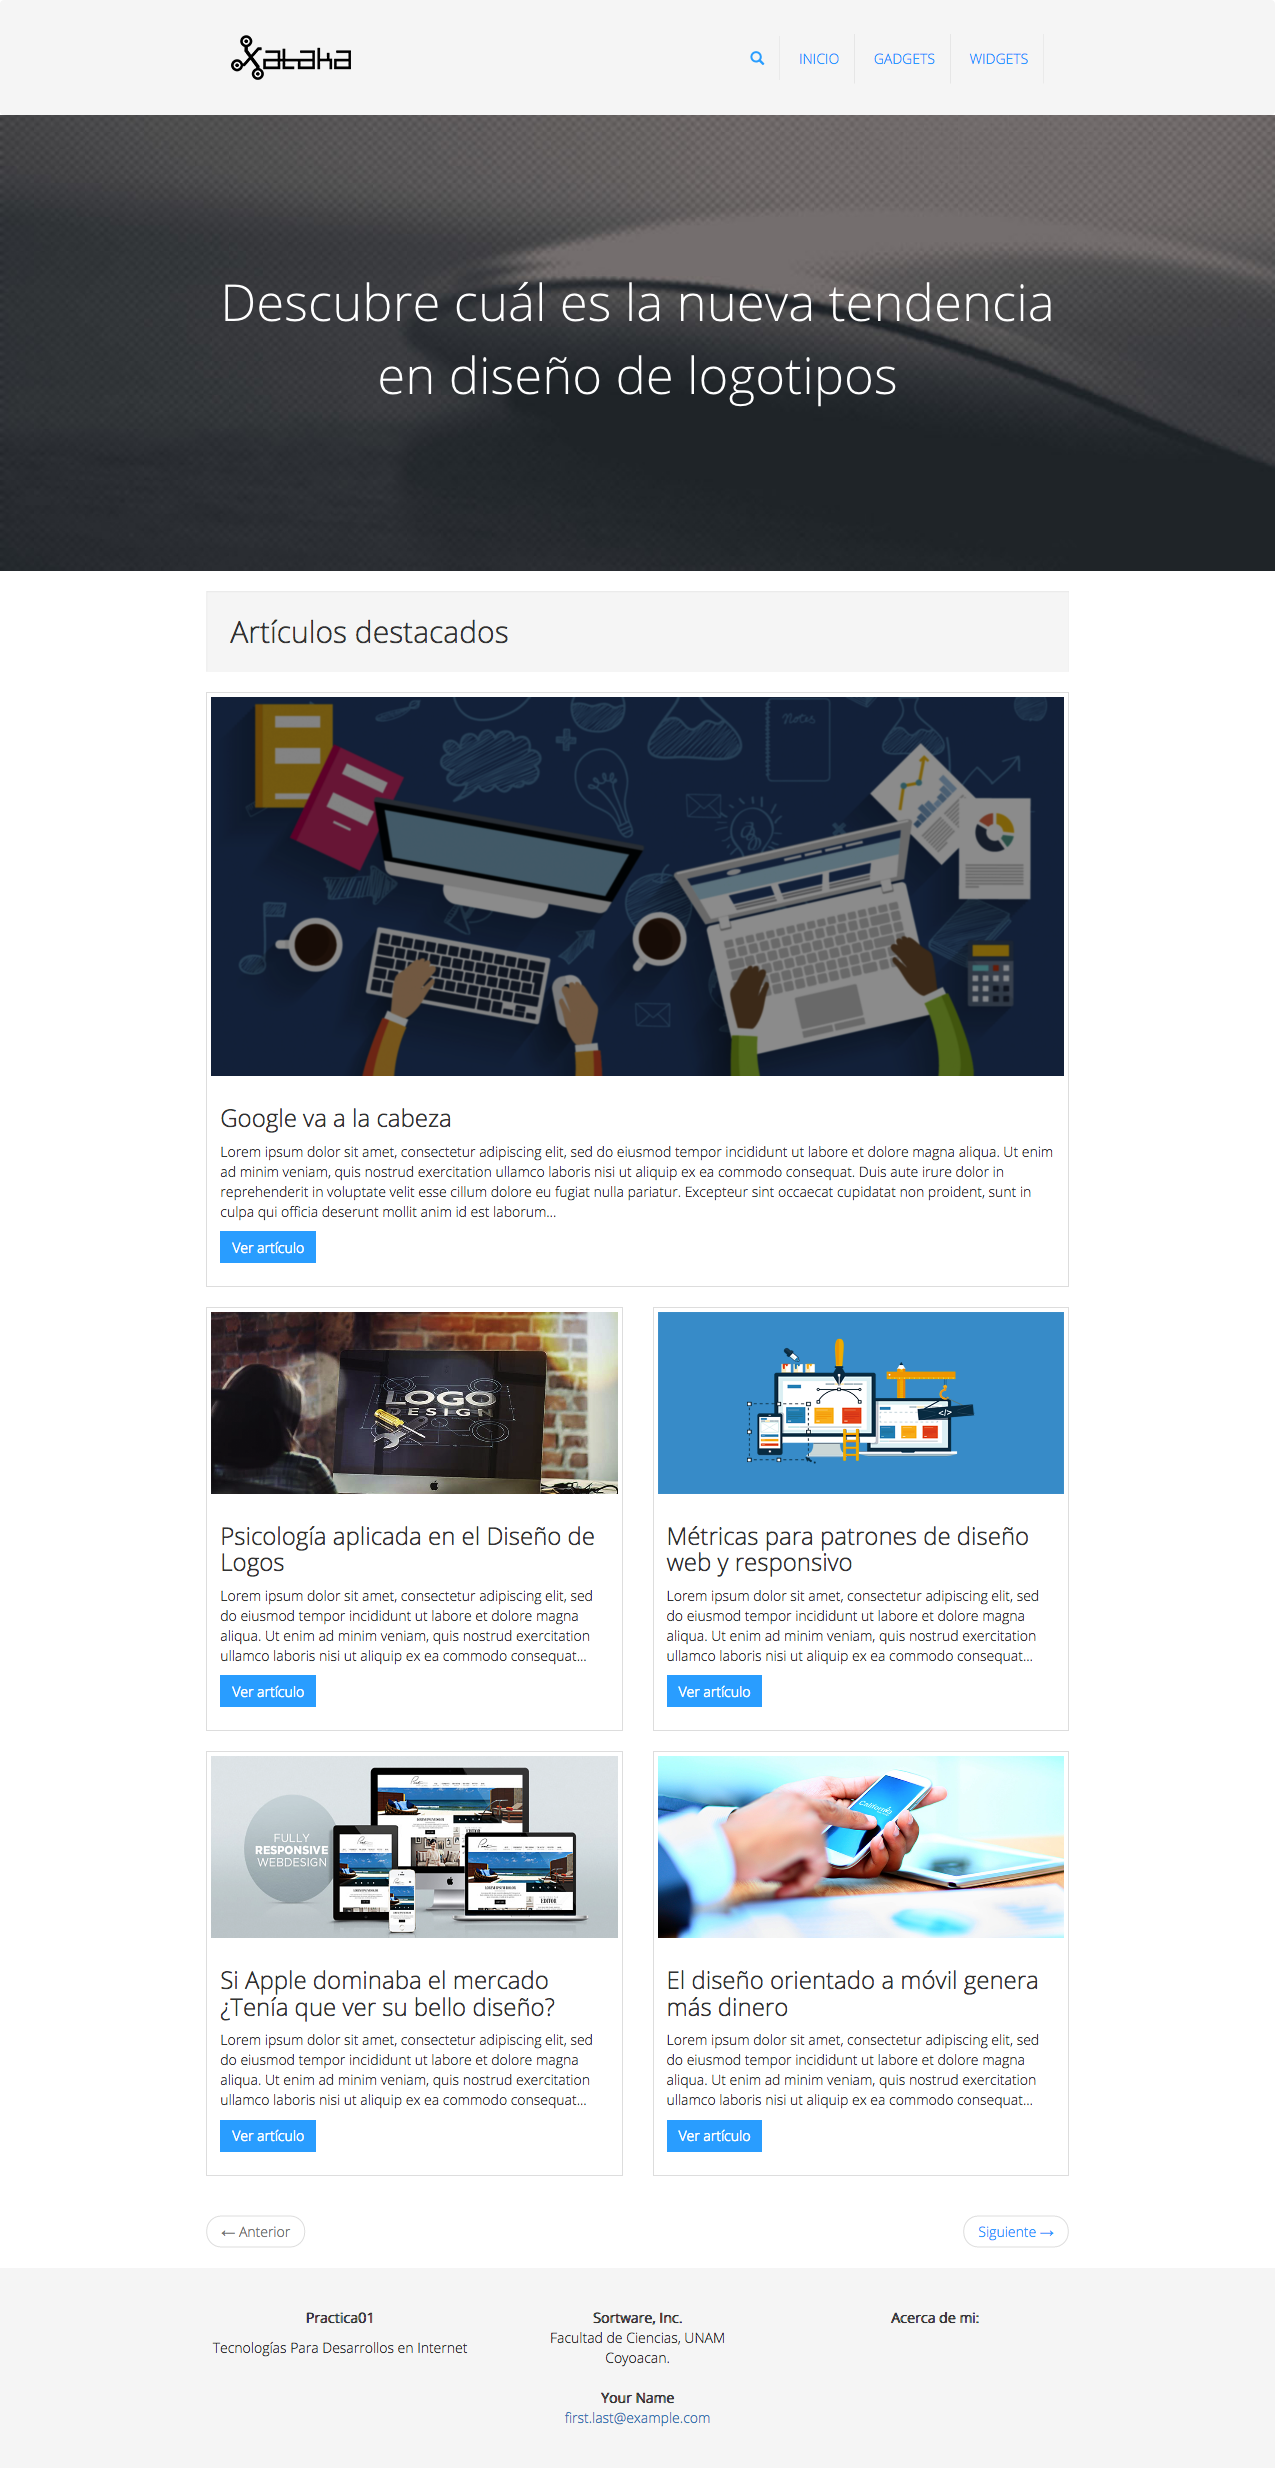 xataka
INICIO
GADGETS
WIDGETS
Descubre cuál es la nueva tendencia
en diseño de logotipos
Artículos destacados
Notes
Google va a la cabeza
Lorem ipsum dolor sit amet, consectetur adipiscing elit, sed do eiusmod tempor incididunt ut labore et dolore magna aliqua. Ut enim
ad minim veniam, quis nostrud exercitation ullamco laboris nisi ut aliquip ex ea commodo consequat. Duis aute irure dolor in
reprehenderit in voluptate velit esse cillum dolore eu fugiat nulla pariatur. Excepteur sint occaecat cupidatat non proident, sunt in
culpa qui officia deserunt mollit anim id est laborum...
Ver artículo
LOGO
DESIGN
</>
Psicología aplicada en el Diseño de
Logos
Lorem ipsum dolor sit amet, consectetur adipiscing elit, sed
do eiusmod tempor incididunt ut labore et dolore magna
aliqua. Ut enim ad minim veniam, quis nostrud exercitation
ullamco laboris nisi ut aliquip ex ea commodo consequat...
Ver artículo
Métricas para patrones de diseño
web y responsivo
Lorem ipsum dolor sit amet, consectetur adipiscing elit, sed
do eiusmod tempor incididunt ut labore et dolore magna
aliqua. Ut enim ad minim veniam, quis nostrud exercitation
ullamco laboris nisi ut aliquip ex ea commodo consequat...
Ver artículo
FULLY
RESPONSIVE
WEBDESIGN
EDITOR
California
Si Apple dominaba el mercado
¿Tenía que ver su bello diseño?
Lorem ipsum dolor sit amet, consectetur adipiscing elit, sed
do eiusmod tempor incididunt ut labore et dolore magna
aliqua. Ut enim ad minim veniam, quis nostrud exercitation
ullamco laboris nisi ut aliquip ex ea commodo consequat...
Ver artículo
El diseño orientado a móvil genera
más dinero
Lorem ipsum dolor sit amet, consectetur adipiscing elit, sed
do eiusmod tempor incididunt ut labore et dolore magna
aliqua. Ut enim ad minim veniam, quis nostrud exercitation
ullamco laboris nisi ut aliquip ex ea commodo consequat...
Ver artículo
← Anterior
Siguiente →
Practica01
Tecnologías Para Desarrollos en Internet
Sortware, Inc.
Facultad de Ciencias, UNAM
Coyoacan.
Your Name
first.last@example.com
Acerca de mi: